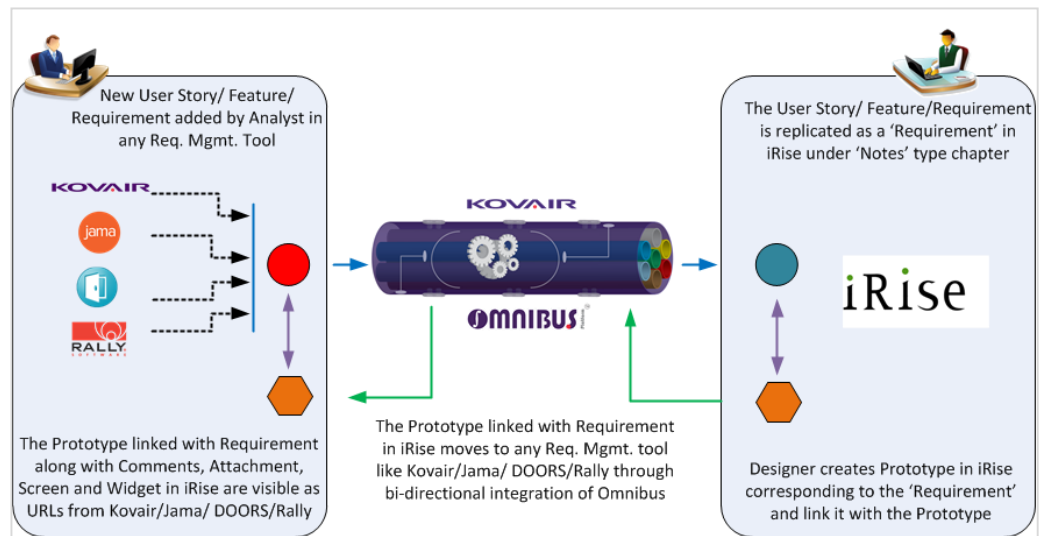 New User Story/ Feature/
Requirement added by Analyst in
any Req. Mgmt. Tool
KOVAIR
jama
RALLY
SOFTWARE
The Prototype linked with Requirement
along with Comments, Attachment,
Screen and Widget in iRise are visible as
URLs from Kovair/Jama/ DOORS/Rally
KOVAIR
OMNIBUS
The Prototype linked with Requirement
in iRise moves to any Req. Mgmt. tool
like Kovair/Jama/ DOORS/Rally through
bi-directional integration of Omnibus
The User Story/ Feature/Requirement
is replicated as a ‘Requirement’ in
iRise under ‘Notes’ type chapter
iRise
Designer creates Prototype in iRise
corresponding to the ‘Requirement’
and link it with the Prototype